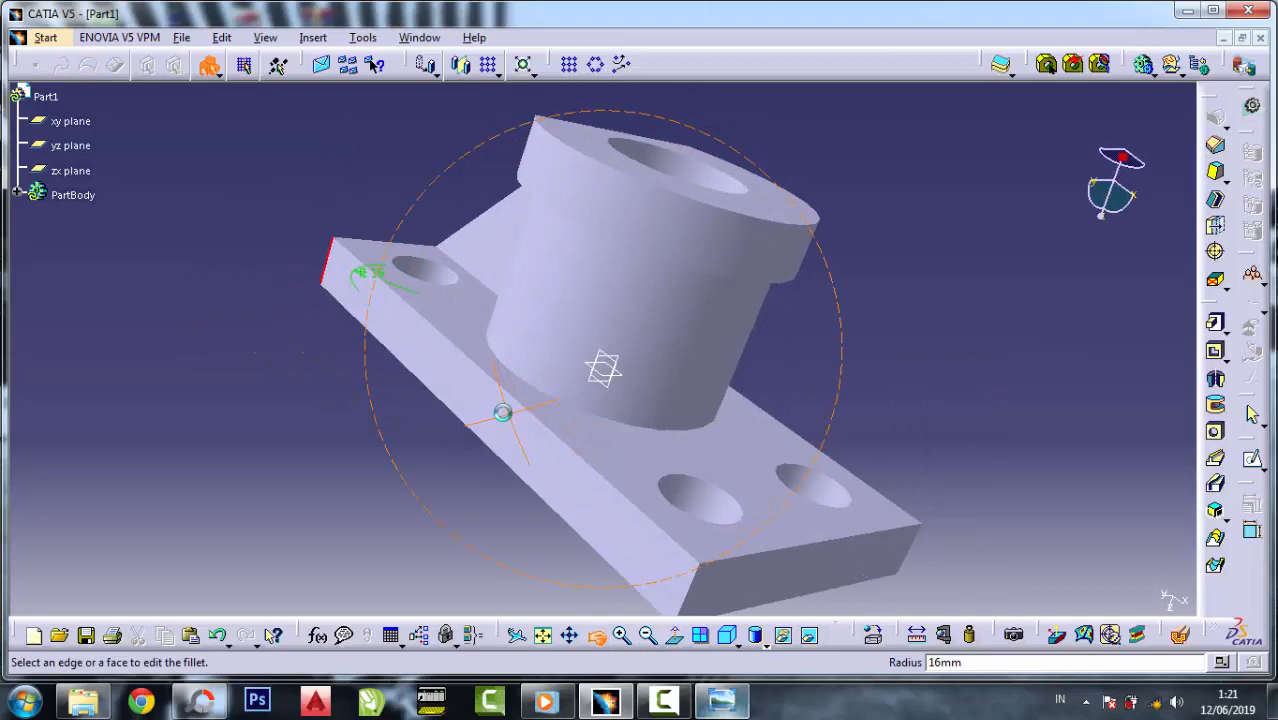 CATIA V5 - [Part1]
Start ENOVIA V5 VPM File Edit View Insert Tools Window Help
Part1
xy plane
yz plane
zx plane
PartBody
R 16
Select an edge or a face to edit the fillet.
Radius 16mm
CATIA
IN 1:21
12/06/2019